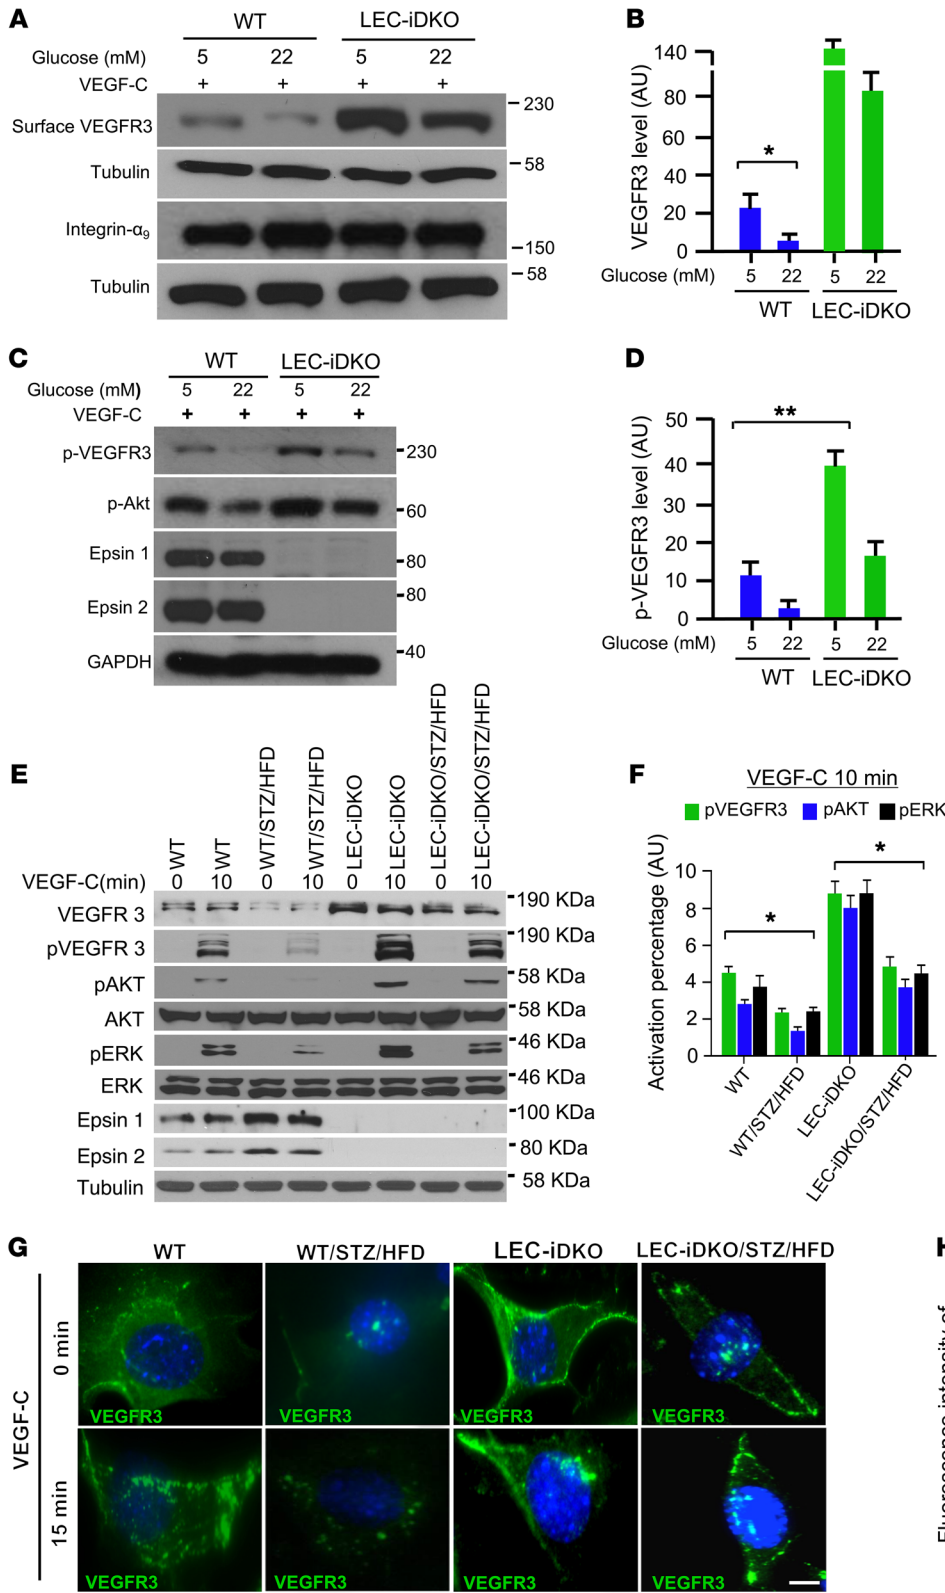 A
WT
LEC-iDKO
Glucose (mM)
5
22
5
22
VEGF-C
+
+
+
+
Surface VEGFR3
230
Tubulin
58
Integrin-α9
150
Tubulin
58
B
VEGFR3 level (AU)
140
80
60
40
20
0
*
Glucose (mM)
5
22
5
22
WT
LEC-iDKO
C
WT
LEC-iDKO
Glucose (mM)
5
22
5
22
VEGF-C
+
+
+
+
p-VEGFR3
230
p-Akt
60
Epsin 1
80
Epsin 2
80
GAPDH
40
D
p-VEGFR3 level (AU)
50
40
30
20
10
0
**
Glucose (mM)
5
22
5
22
WT
LEC-iDKO
E
WT
WT
WT/STZ/HFD
WT/STZ/HFD
LEC-iDKO
LEC-iDKO
LEC-iDKO/STZ/HFD
LEC-iDKO/STZ/HFD
VEGF-C(min)
0
10
0
10
0
10
0
10
VEGFR 3
190 KDa
pVEGFR 3
190 KDa
pAKT
58 KDa
AKT
58 KDa
pERK
46 KDa
ERK
46 KDa
Epsin 1
100 KDa
Epsin 2
80 KDa
Tubulin
58 KDa
F
VEGF-C 10 min
pVEGFR3
pAKT
pERK
Activation percentage (AU)
10
8
6
4
2
0
*
*
WT
WT/STZ/HFD
LEC-iDKO
LEC-iDKO/STZ/HFD
G
WT
WT/STZ/HFD
LEC-iDKO
LEC-iDKO/STZ/HFD
VEGF-C
0 min
VEGFR3
VEGFR3
VEGFR3
VEGFR3
15 min
VEGFR3
VEGFR3
VEGFR3
VEGFR3
H
Fluorescence intensity of